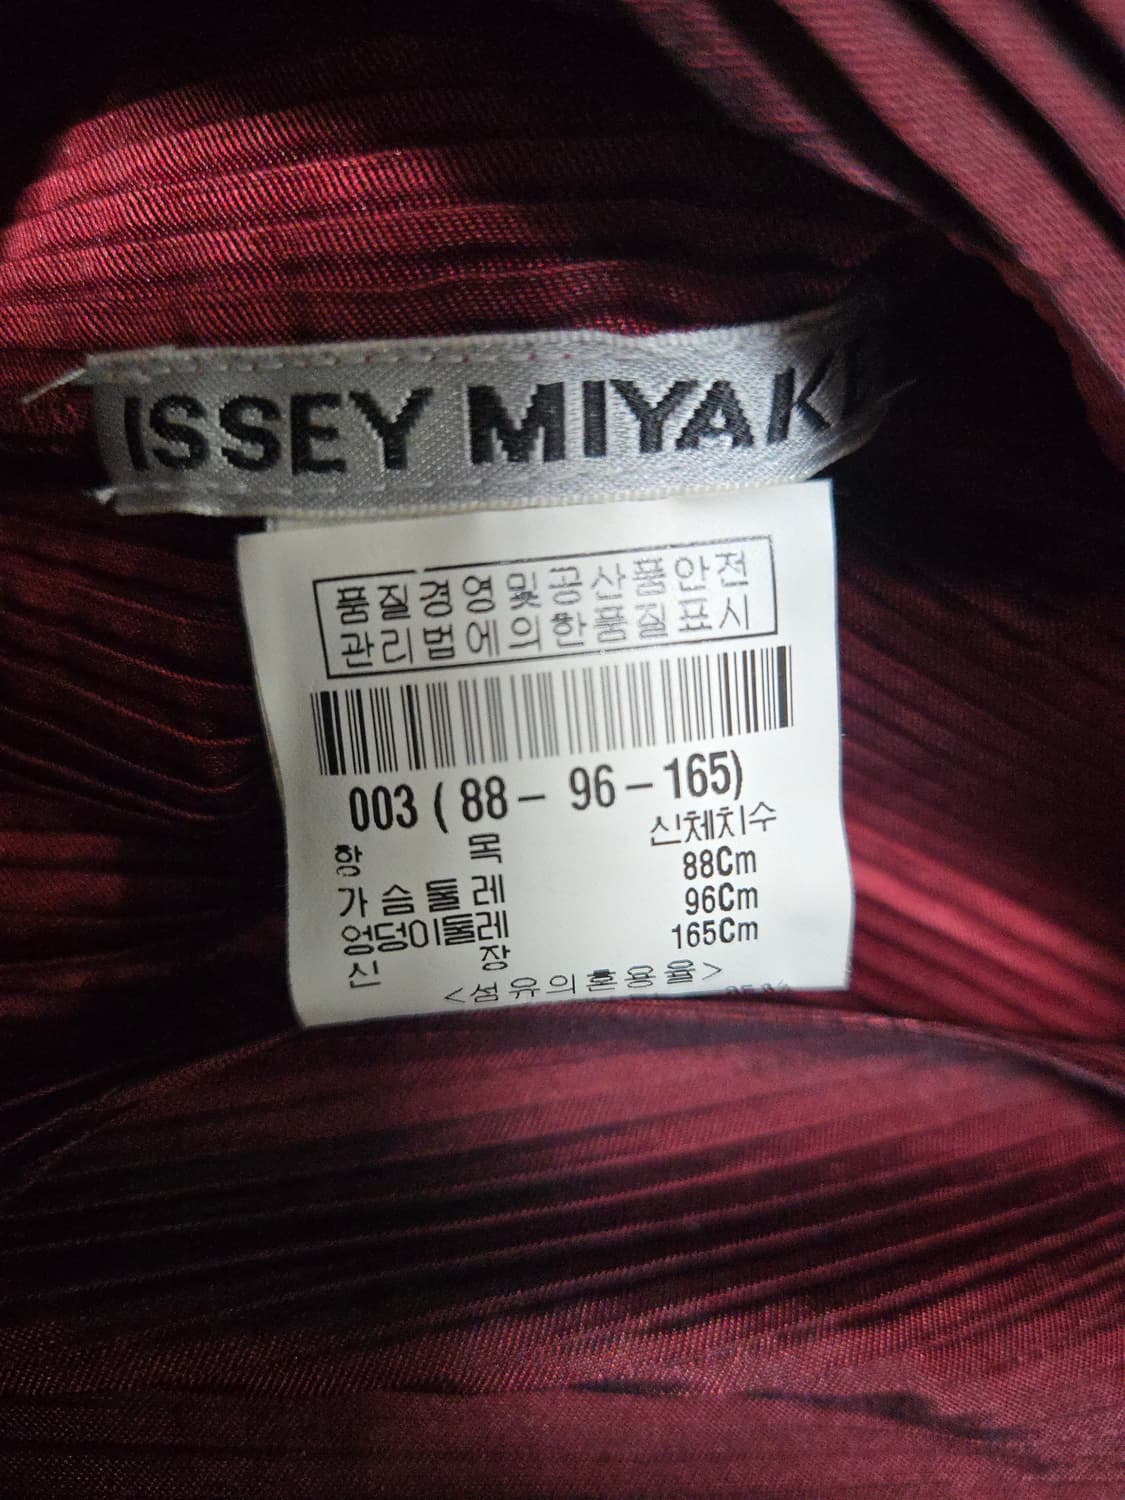 ISSEY MIYAKE
품질경영및공산품안전
관리법에의한품질표시
003 ( 88 - 96 - 165)
항 목 신체치수
가슴둘레 88Cm
엉덩이둘레 96Cm
신 장 165Cm
<섬유의혼용율>